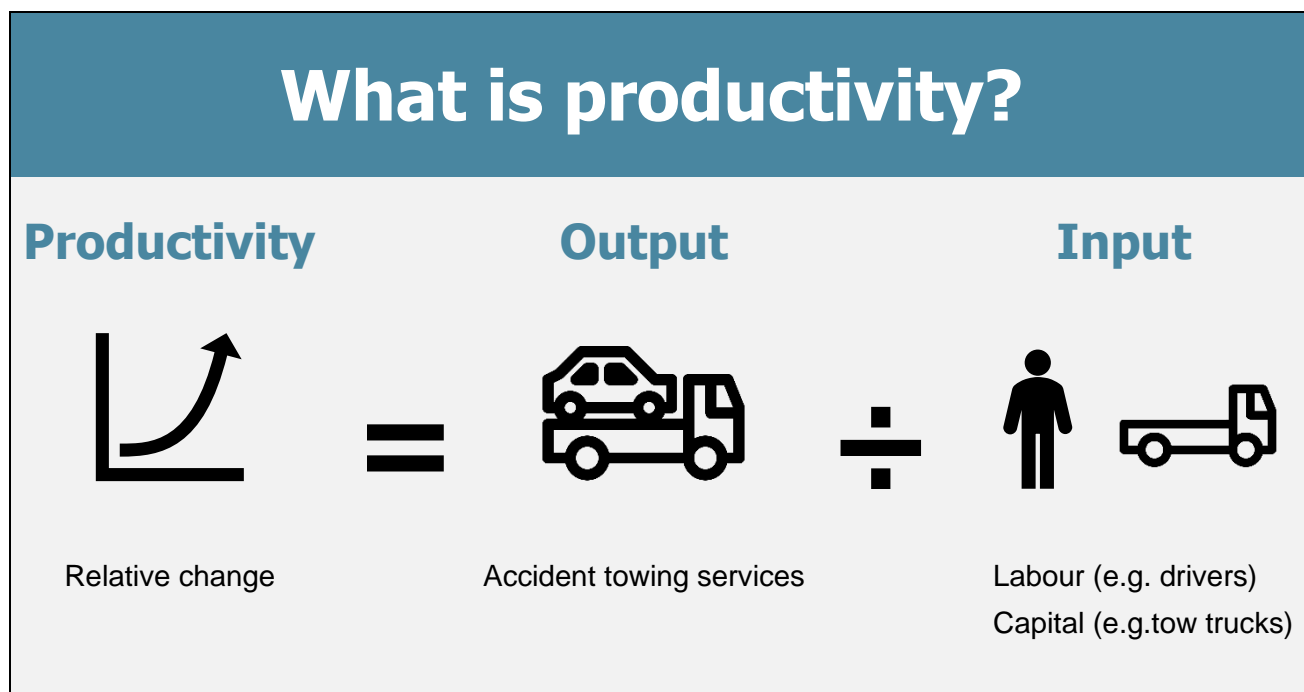 What is productivity?
Productivity
Output
Input
=
÷
Relative change
Accident towing services
Labour (e.g. drivers)
Capital (e.g.tow trucks)